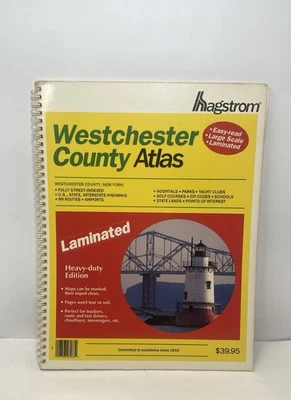 Hagstrom®
Westchester
County Atlas
• Easy-read
• Large Scale
• Laminated
WESTCHESTER COUNTY, NEW YORK:
• FULLY STREET INDEXED
• U.S., STATE, INTERSTATE HIGHWAYS
• RR ROUTES • AIRPORTS
• HOSPITALS • PARKS • YACHT CLUBS
• GOLF COURSES • ZIP CODES • SCHOOLS
• STATE LANDS • POINTS OF INTEREST
Laminated
Heavy-duty
Edition
• Maps can be marked,
then wiped clean.
• Pages won't tear or soil.
• Perfect for truckers,
route and taxi drivers,
chauffeurs, messengers, etc.
Committed to excellence since 1916
$39.95